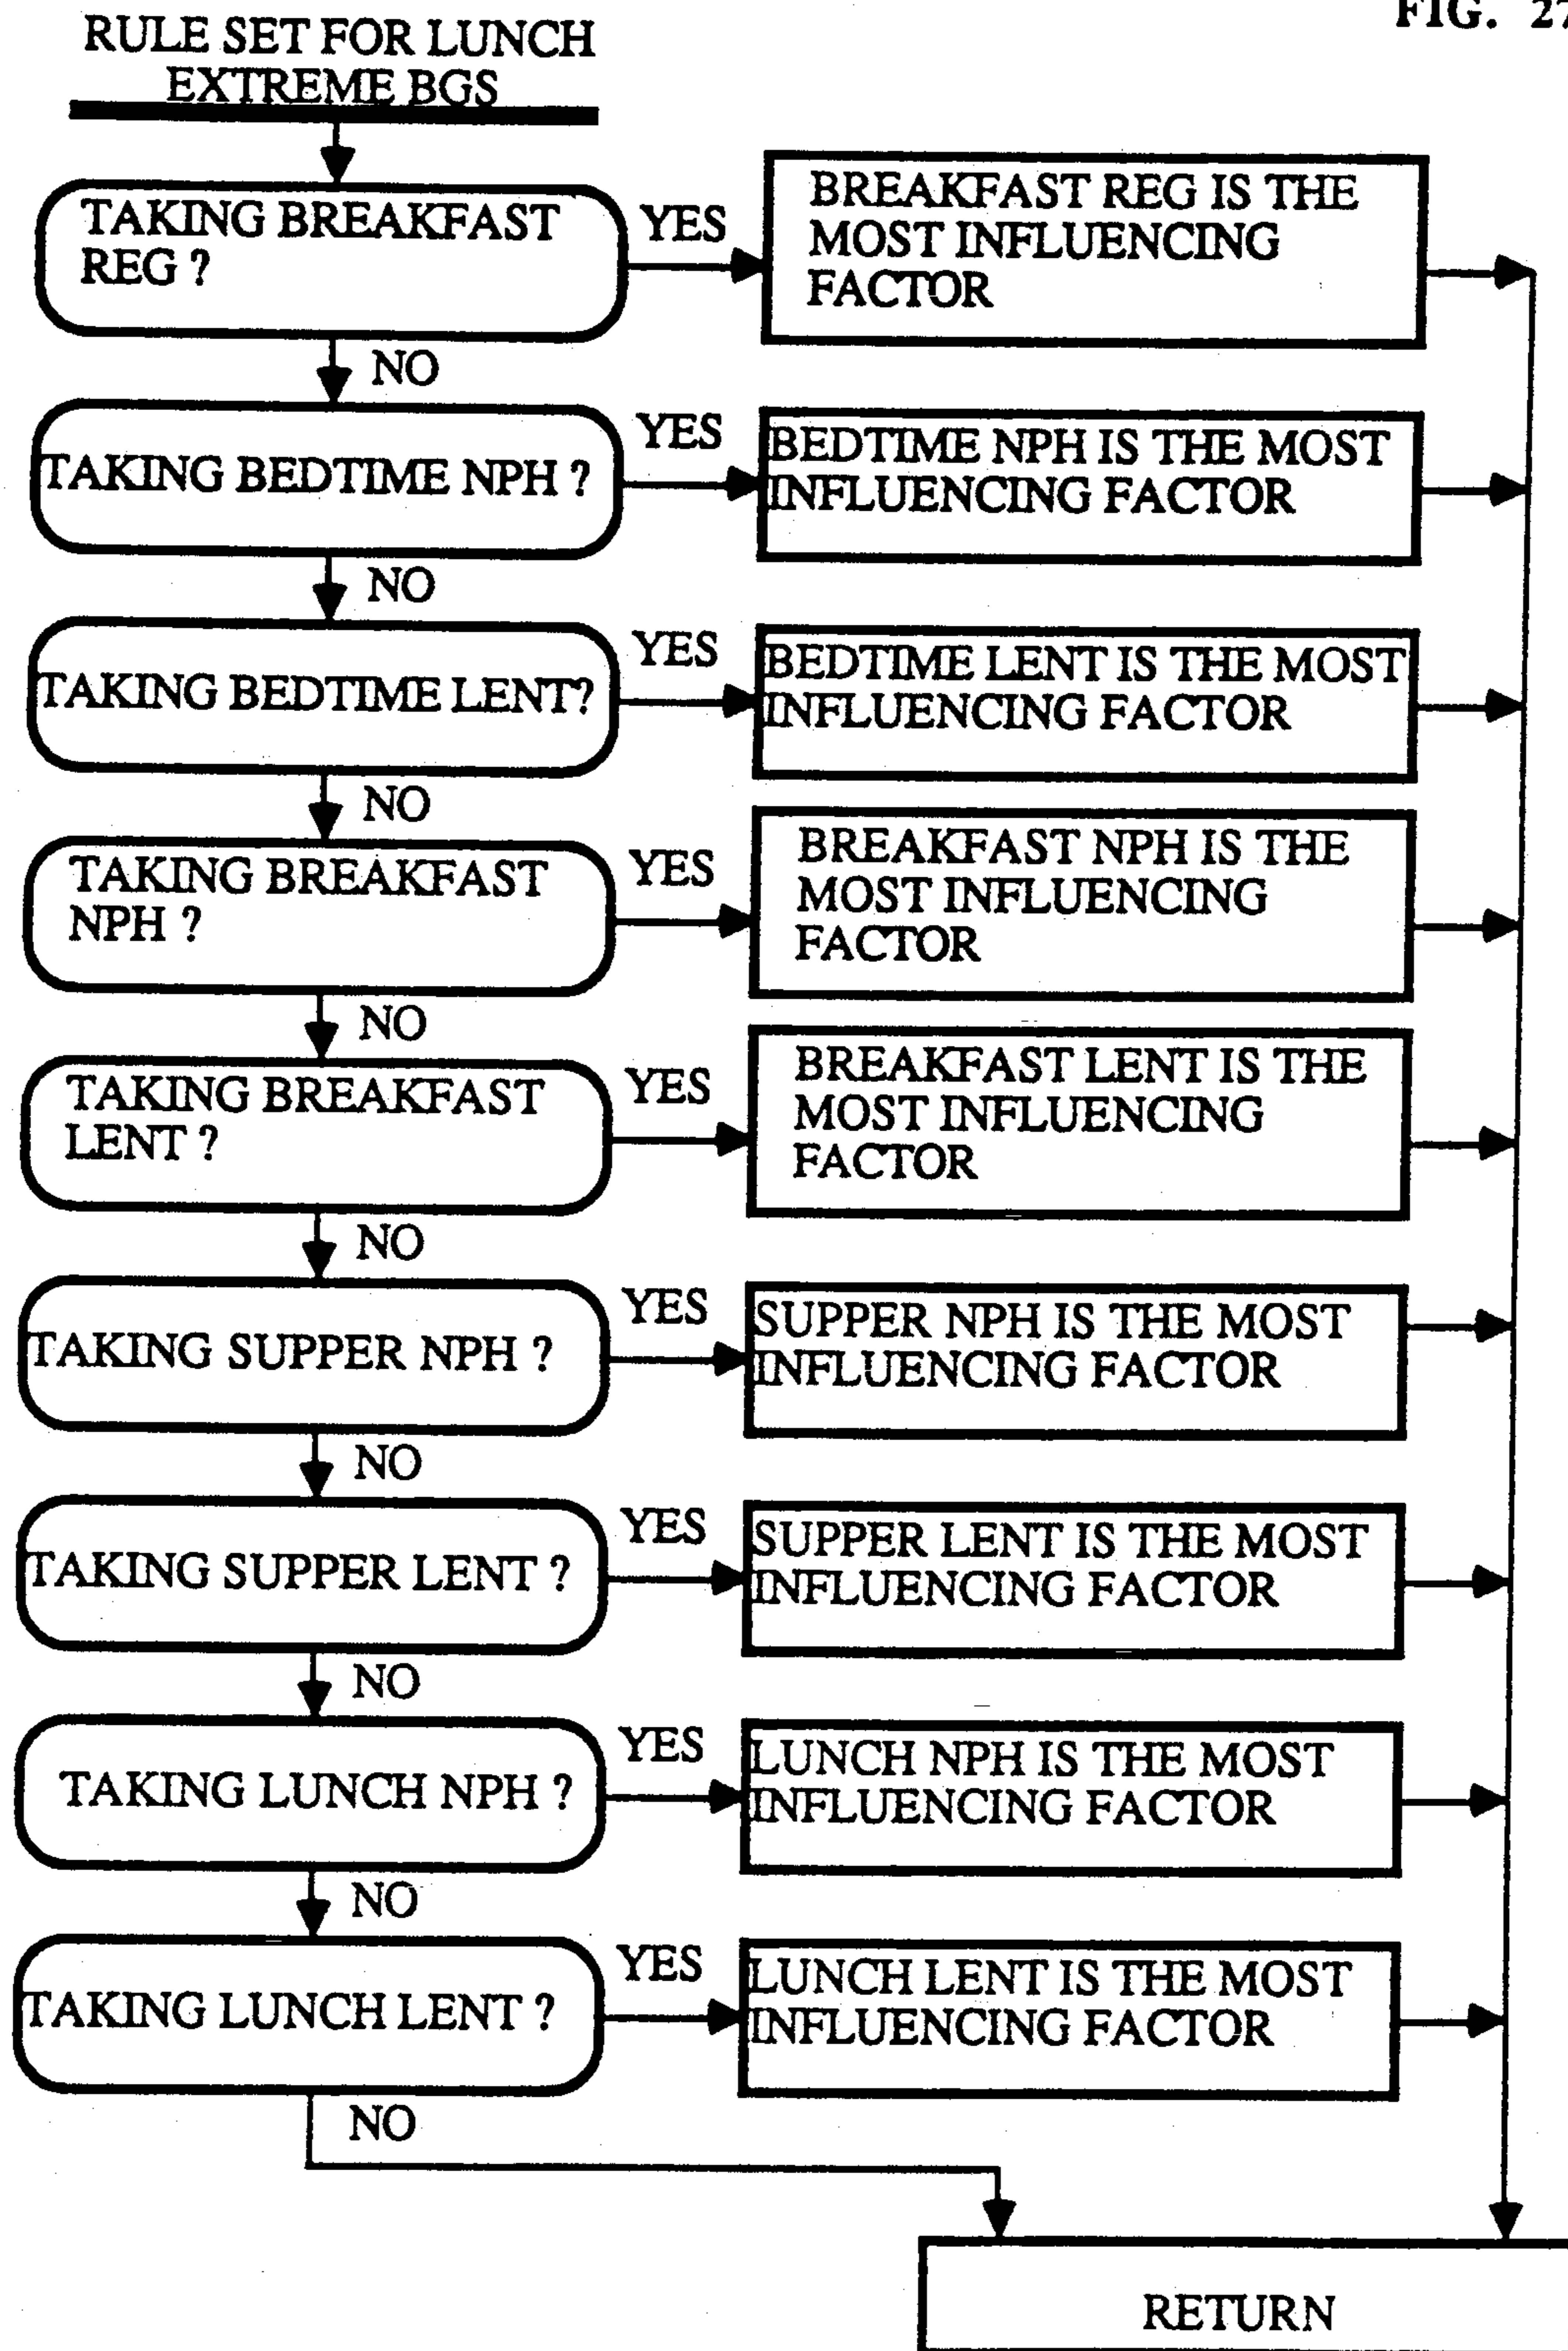 FIG. 27
RULE SET FOR LUNCH
EXTREME BGS
TAKING BREAKFAST
REG ?
YES
BREAKFAST REG IS THE
MOST INFLUENCING
FACTOR
NO
TAKING BEDTIME NPH ?
YES
BEDTIME NPH IS THE MOST
INFLUENCING FACTOR
NO
TAKING BEDTIME LENT?
YES
BEDTIME LENT IS THE MOST
INFLUENCING FACTOR
NO
TAKING BREAKFAST
NPH ?
YES
BREAKFAST NPH IS THE
MOST INFLUENCING
FACTOR
NO
TAKING BREAKFAST
LENT ?
YES
BREAKFAST LENT IS THE
MOST INFLUENCING
FACTOR
NO
TAKING SUPPER NPH ?
YES
SUPPER NPH IS THE MOST
INFLUENCING FACTOR
NO
TAKING SUPPER LENT ?
YES
SUPPER LENT IS THE MOST
INFLUENCING FACTOR
NO
TAKING LUNCH NPH ?
YES
LUNCH NPH IS THE MOST
INFLUENCING FACTOR
NO
TAKING LUNCH LENT ?
YES
LUNCH LENT IS THE MOST
INFLUENCING FACTOR
NO
RETURN